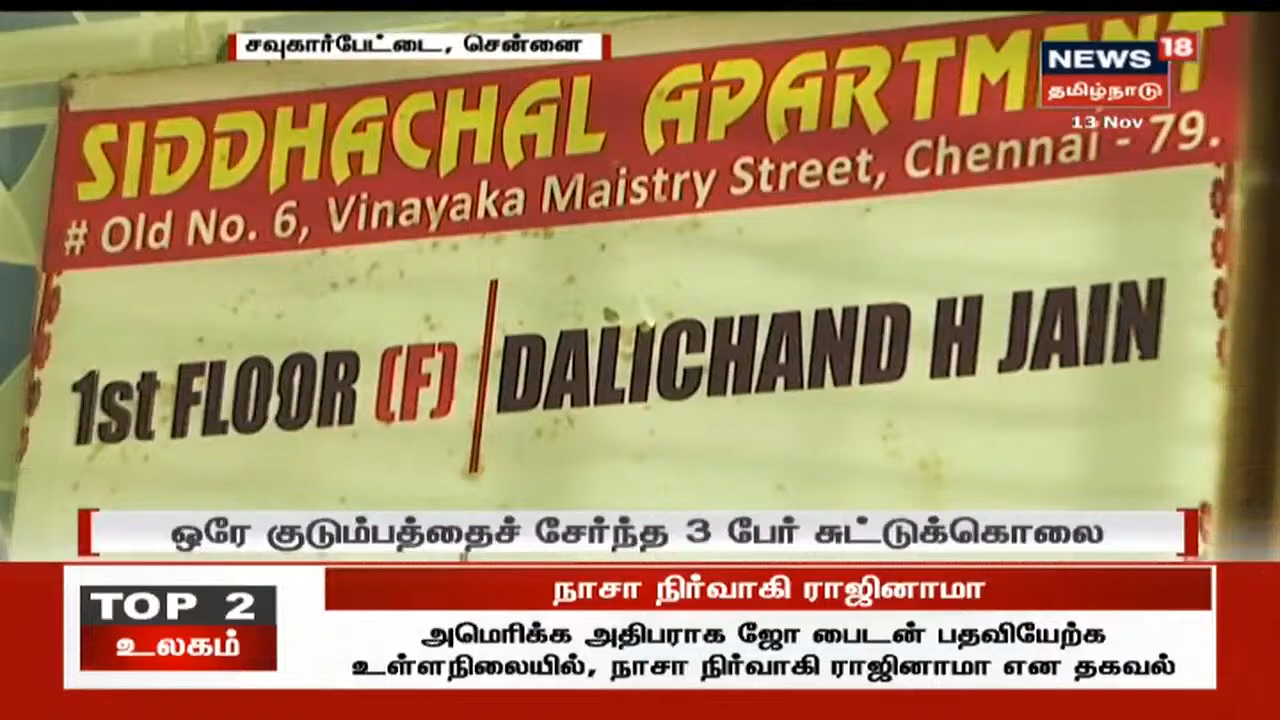 சவுகார்பேட்டை, சென்னை
NEWS 18
தமிழ்நாடு
13 Nov
SIDDHACHAL APARTMENT
# Old No. 6, Vinayaka Maistry Street, Chennai - 79.
1st FLOOR (F) DALICHAND H JAIN
ஒரே குடும்பத்தைச் சேர்ந்த 3 பேர் சுட்டுக்கொலை
TOP 2
உலகம்
நாசா நிர்வாகி ராஜினாமா
அமெரிக்க அதிபராக ஜோ பைடன் பதவியேற்க
உள்ளநிலையில், நாசா நிர்வாகி ராஜினாமா என தகவல்